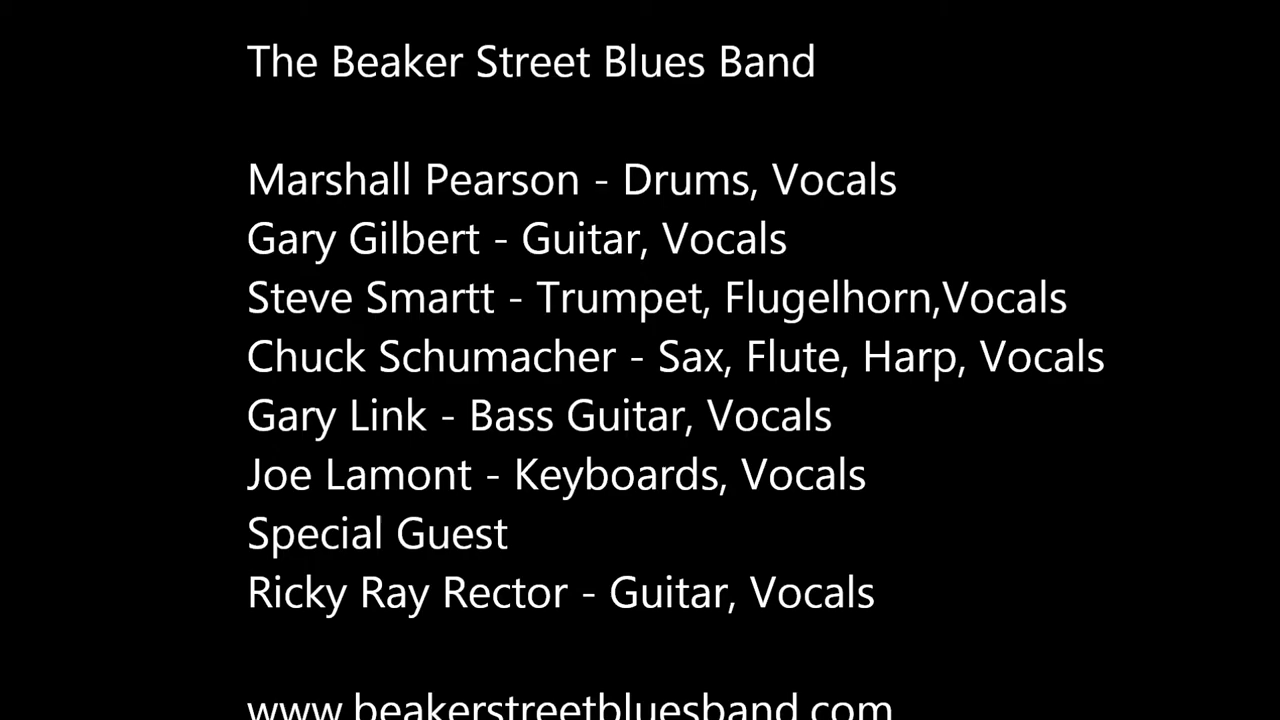 The Beaker Street Blues Band
Marshall Pearson - Drums, Vocals
Gary Gilbert - Guitar, Vocals
Steve Smartt - Trumpet, Flugelhorn,Vocals
Chuck Schumacher - Sax, Flute, Harp, Vocals
Gary Link - Bass Guitar, Vocals
Joe Lamont - Keyboards, Vocals
Special Guest
Ricky Ray Rector - Guitar, Vocals
www.beakerstreetbluesband.com